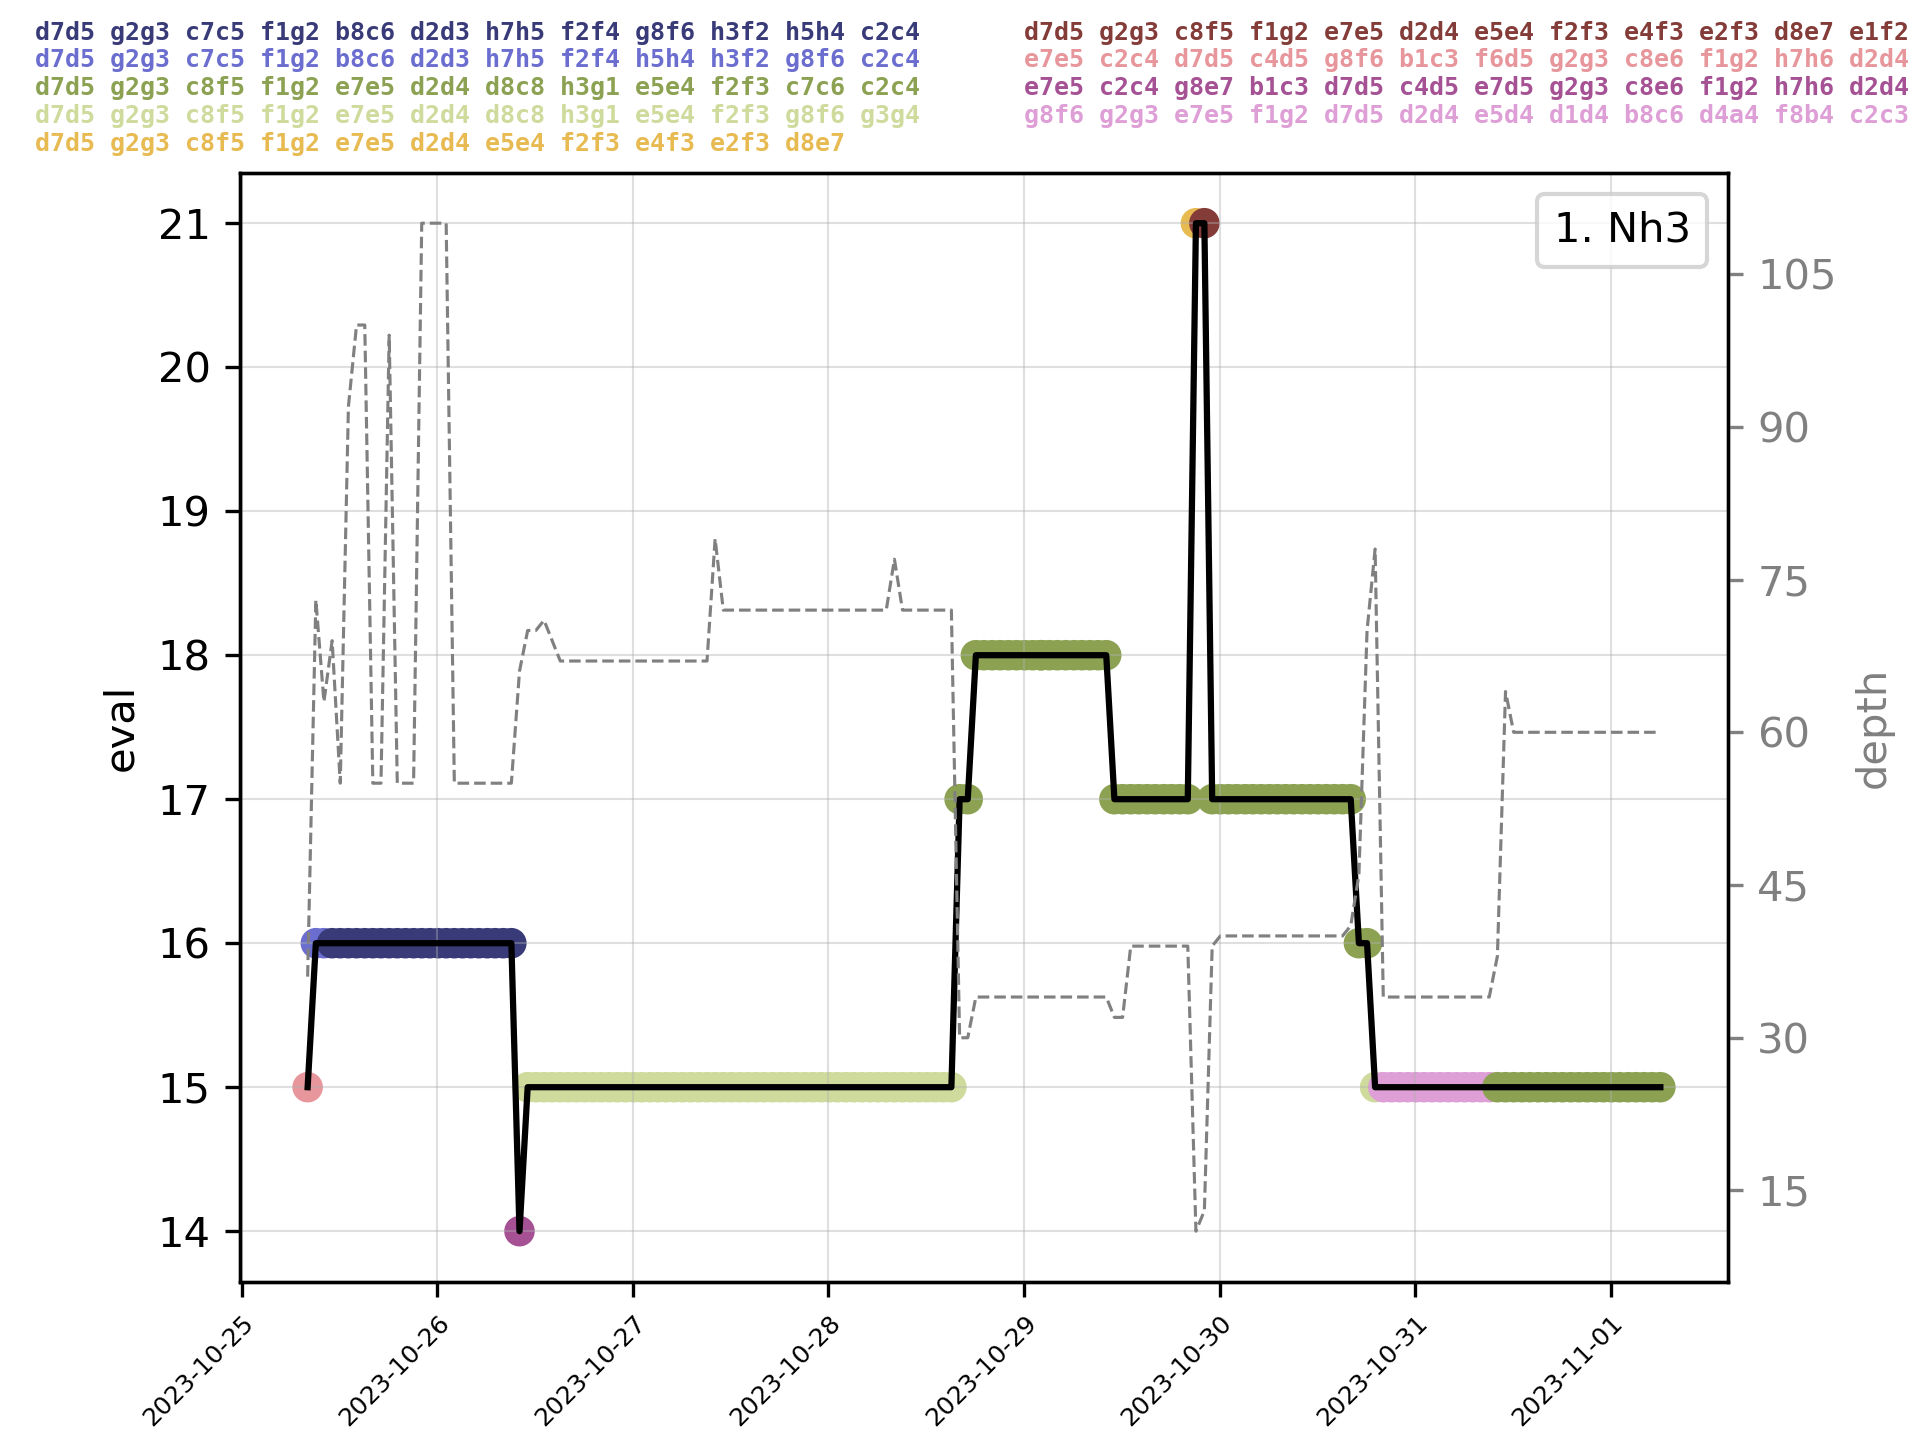 d7d5 g2g3 c7c5 f1g2 b8c6 d2d3 h7h5 f2f4 g8f6 h3f2 h5h4 c2c4
d7d5 g2g3 c7c5 f1g2 b8c6 d2d3 h7h5 f2f4 h5h4 h3f2 g8f6 c2c4
d7d5 g2g3 c8f5 f1g2 e7e5 d2d4 d8c8 h3g1 e5e4 f2f3 c7c6 c2c4
d7d5 g2g3 c8f5 f1g2 e7e5 d2d4 d8c8 h3g1 e5e4 f2f3 g8f6 g3g4
d7d5 g2g3 c8f5 f1g2 e7e5 d2d4 e5e4 f2f3 e4f3 e2f3 d8e7
d7d5 g2g3 c8f5 f1g2 e7e5 d2d4 e5e4 f2f3 e4f3 e2f3 d8e7 e1f2
e7e5 c2c4 d7d5 c4d5 g8f6 b1c3 f6d5 g2g3 c8e6 f1g2 h7h6 d2d4
e7e5 c2c4 g8e7 b1c3 d7d5 c4d5 e7d5 g2g3 c8e6 f1g2 h7h6 d2d4
g8f6 g2g3 e7e5 f1g2 d7d5 d2d4 e5d4 d1d4 b8c6 d4a4 f8b4 c2c3
1. Nh3
eval
21
20
19
18
17
16
15
14
depth
105
90
75
60
45
30
15
2023-10-25
2023-10-26
2023-10-27
2023-10-28
2023-10-29
2023-10-30
2023-10-31
2023-11-01